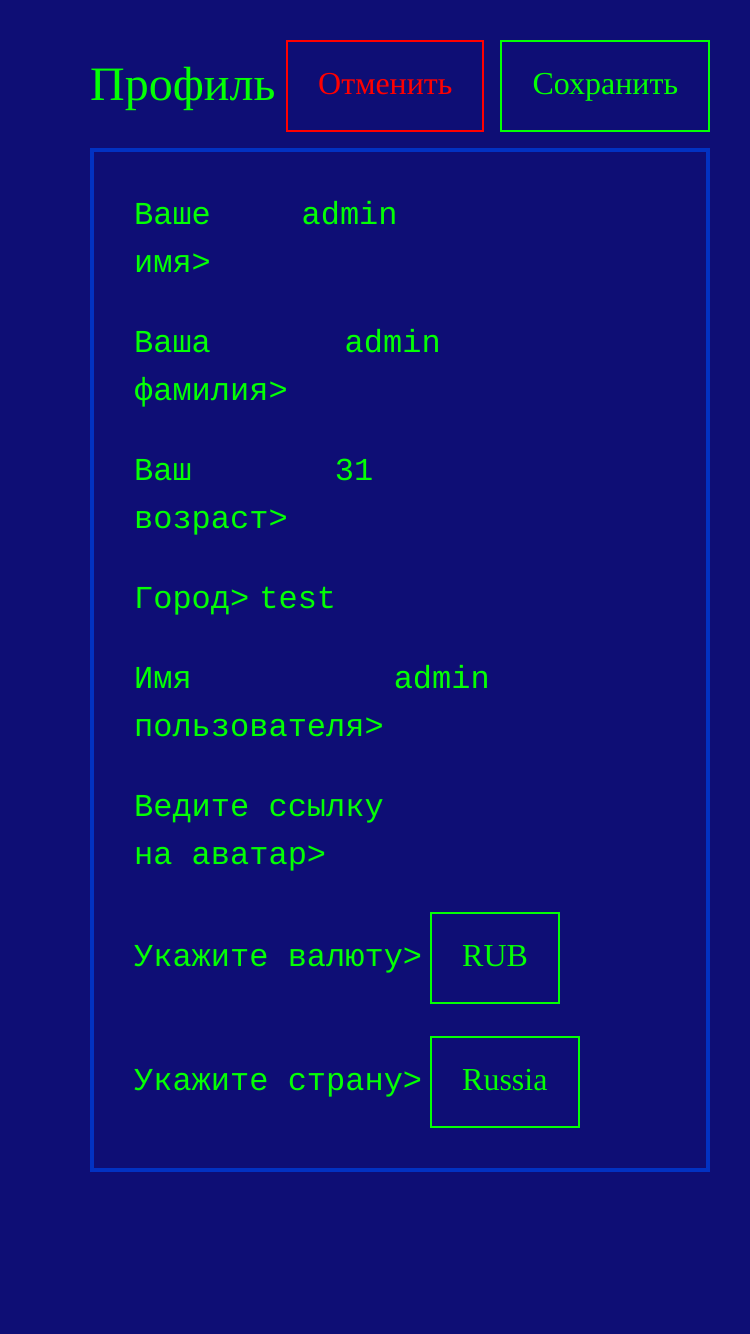 Профиль Отменить Сохранить
Ваше admin
имя>
Ваша admin
фамилия>
Ваш 31
возраст>
Город> test
Имя admin
пользователя>
Ведите ссылку
на аватар>
Укажите валюту> RUB
Укажите страну> Russia